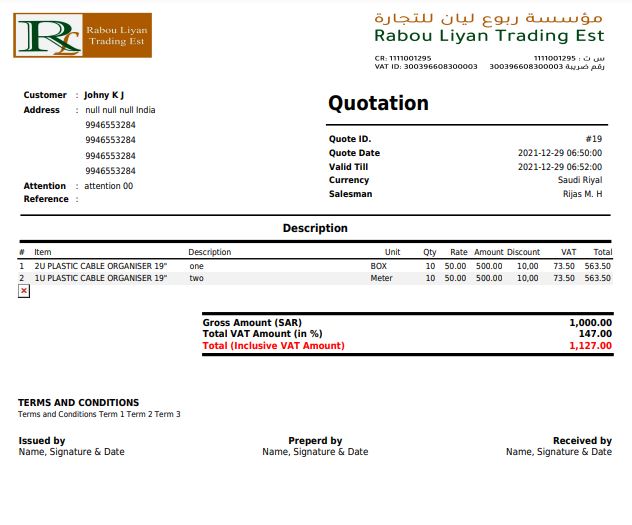 RL Rabou Liyan
Trading Est
مؤسسة ربوع ليان للتجارة
Rabou Liyan Trading Est
CR: 1111001295 س ت : 1111001295
VAT ID: 300396608300003 رقم ضريبة 300396608300003
Customer : Johny K J
Address : null null null India
9946553284
9946553284
9946553284
9946553284
Attention : attention 00
Reference :
Quotation
Quote ID. #19
Quote Date 2021-12-29 06:50:00
Valid Till 2021-12-29 06:52:00
Currency Saudi Riyal
Salesman Rijas M. H
Description
# Item Description Unit Qty Rate Amount Discount VAT Total
1 2U PLASTIC CABLE ORGANISER 19" one BOX 10 50.00 500.00 10,00 73.50 563.50
2 1U PLASTIC CABLE ORGANISER 19" two Meter 10 50.00 500.00 10,00 73.50 563.50
Gross Amount (SAR) 1,000.00
Total VAT Amount (in %) 147.00
Total (Inclusive VAT Amount) 1,127.00
TERMS AND CONDITIONS
Terms and Conditions Term 1 Term 2 Term 3
Issued by Preperd by Received by
Name, Signature & Date Name, Signature & Date Name, Signature & Date